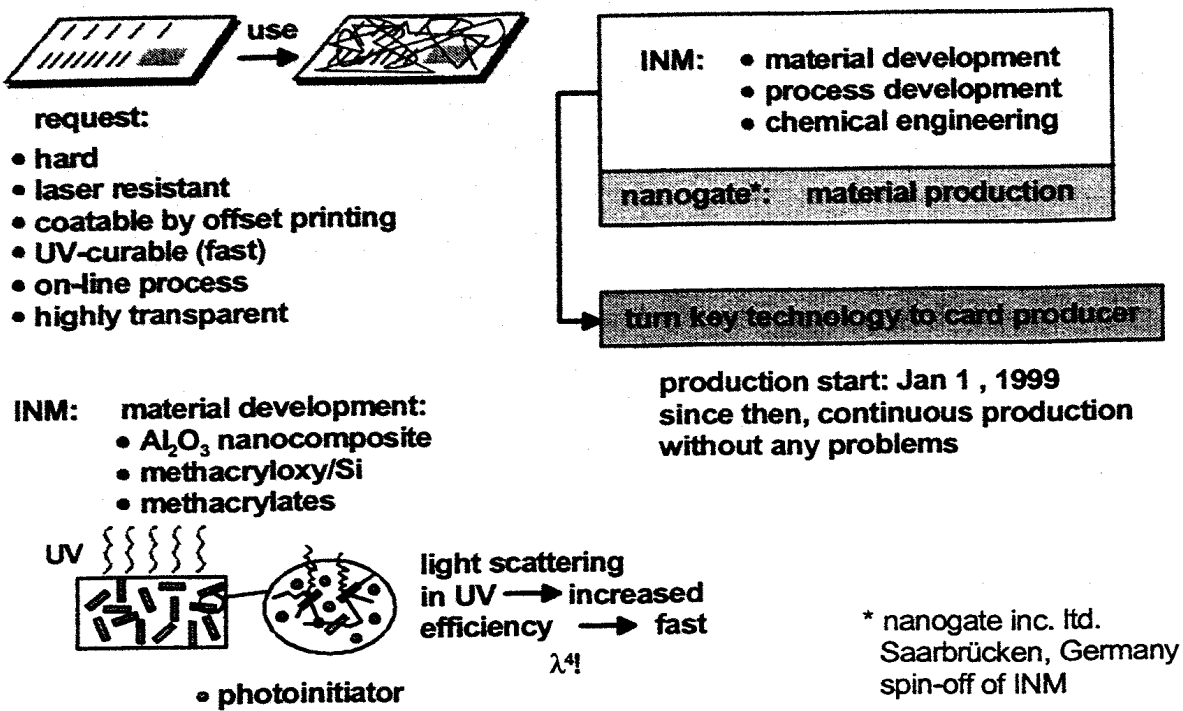 use
request:
• hard
• laser resistant
• coatable by offset printing
• UV-curable (fast)
• on-line process
• highly transparent
INM: • material development
• process development
• chemical engineering
nanogate*: material production
turn key technology to card producer
production start: Jan 1 , 1999
since then, continuous production
without any problems
INM: material development:
• Al₂O₃ nanocomposite
• methacryloxy/Si
• methacrylates
UV
light scattering
in UV → increased
efficiency → fast
λ⁴!
• photoinitiator
* nanogate inc. ltd.
Saarbrücken, Germany
spin-off of INM